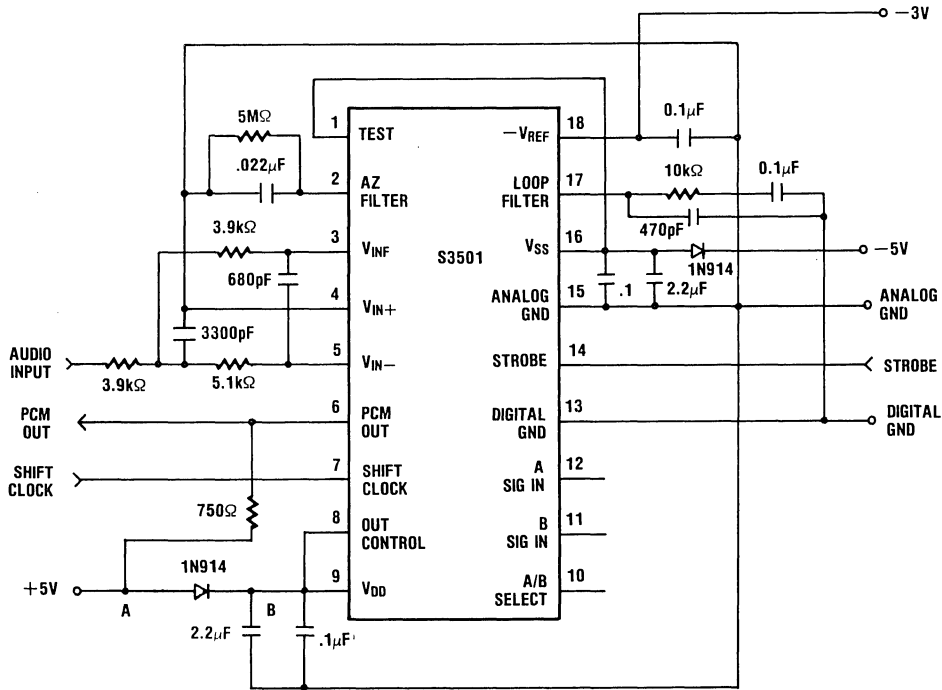 −3V
5MΩ
.022μF
3.9kΩ
680pF
3300pF
AUDIO
INPUT
3.9kΩ
5.1kΩ
PCM
OUT
SHIFT
CLOCK
750Ω
+5V
A
1N914
B
2.2μF
.1μF
S3501
1
TEST
2
AZ
FILTER
3
VINF
4
VIN+
5
VIN−
6
PCM
OUT
7
SHIFT
CLOCK
8
OUT
CONTROL
9
VDD
−VREF
18
LOOP
FILTER
17
VSS
16
ANALOG
GND
15
STROBE
14
DIGITAL
GND
13
A
SIG IN
12
B
SIG IN
11
A/B
SELECT
10
0.1μF
10kΩ
0.1μF
470pF
1N914
.1
2.2μF
−5V
ANALOG
GND
STROBE
DIGITAL
GND